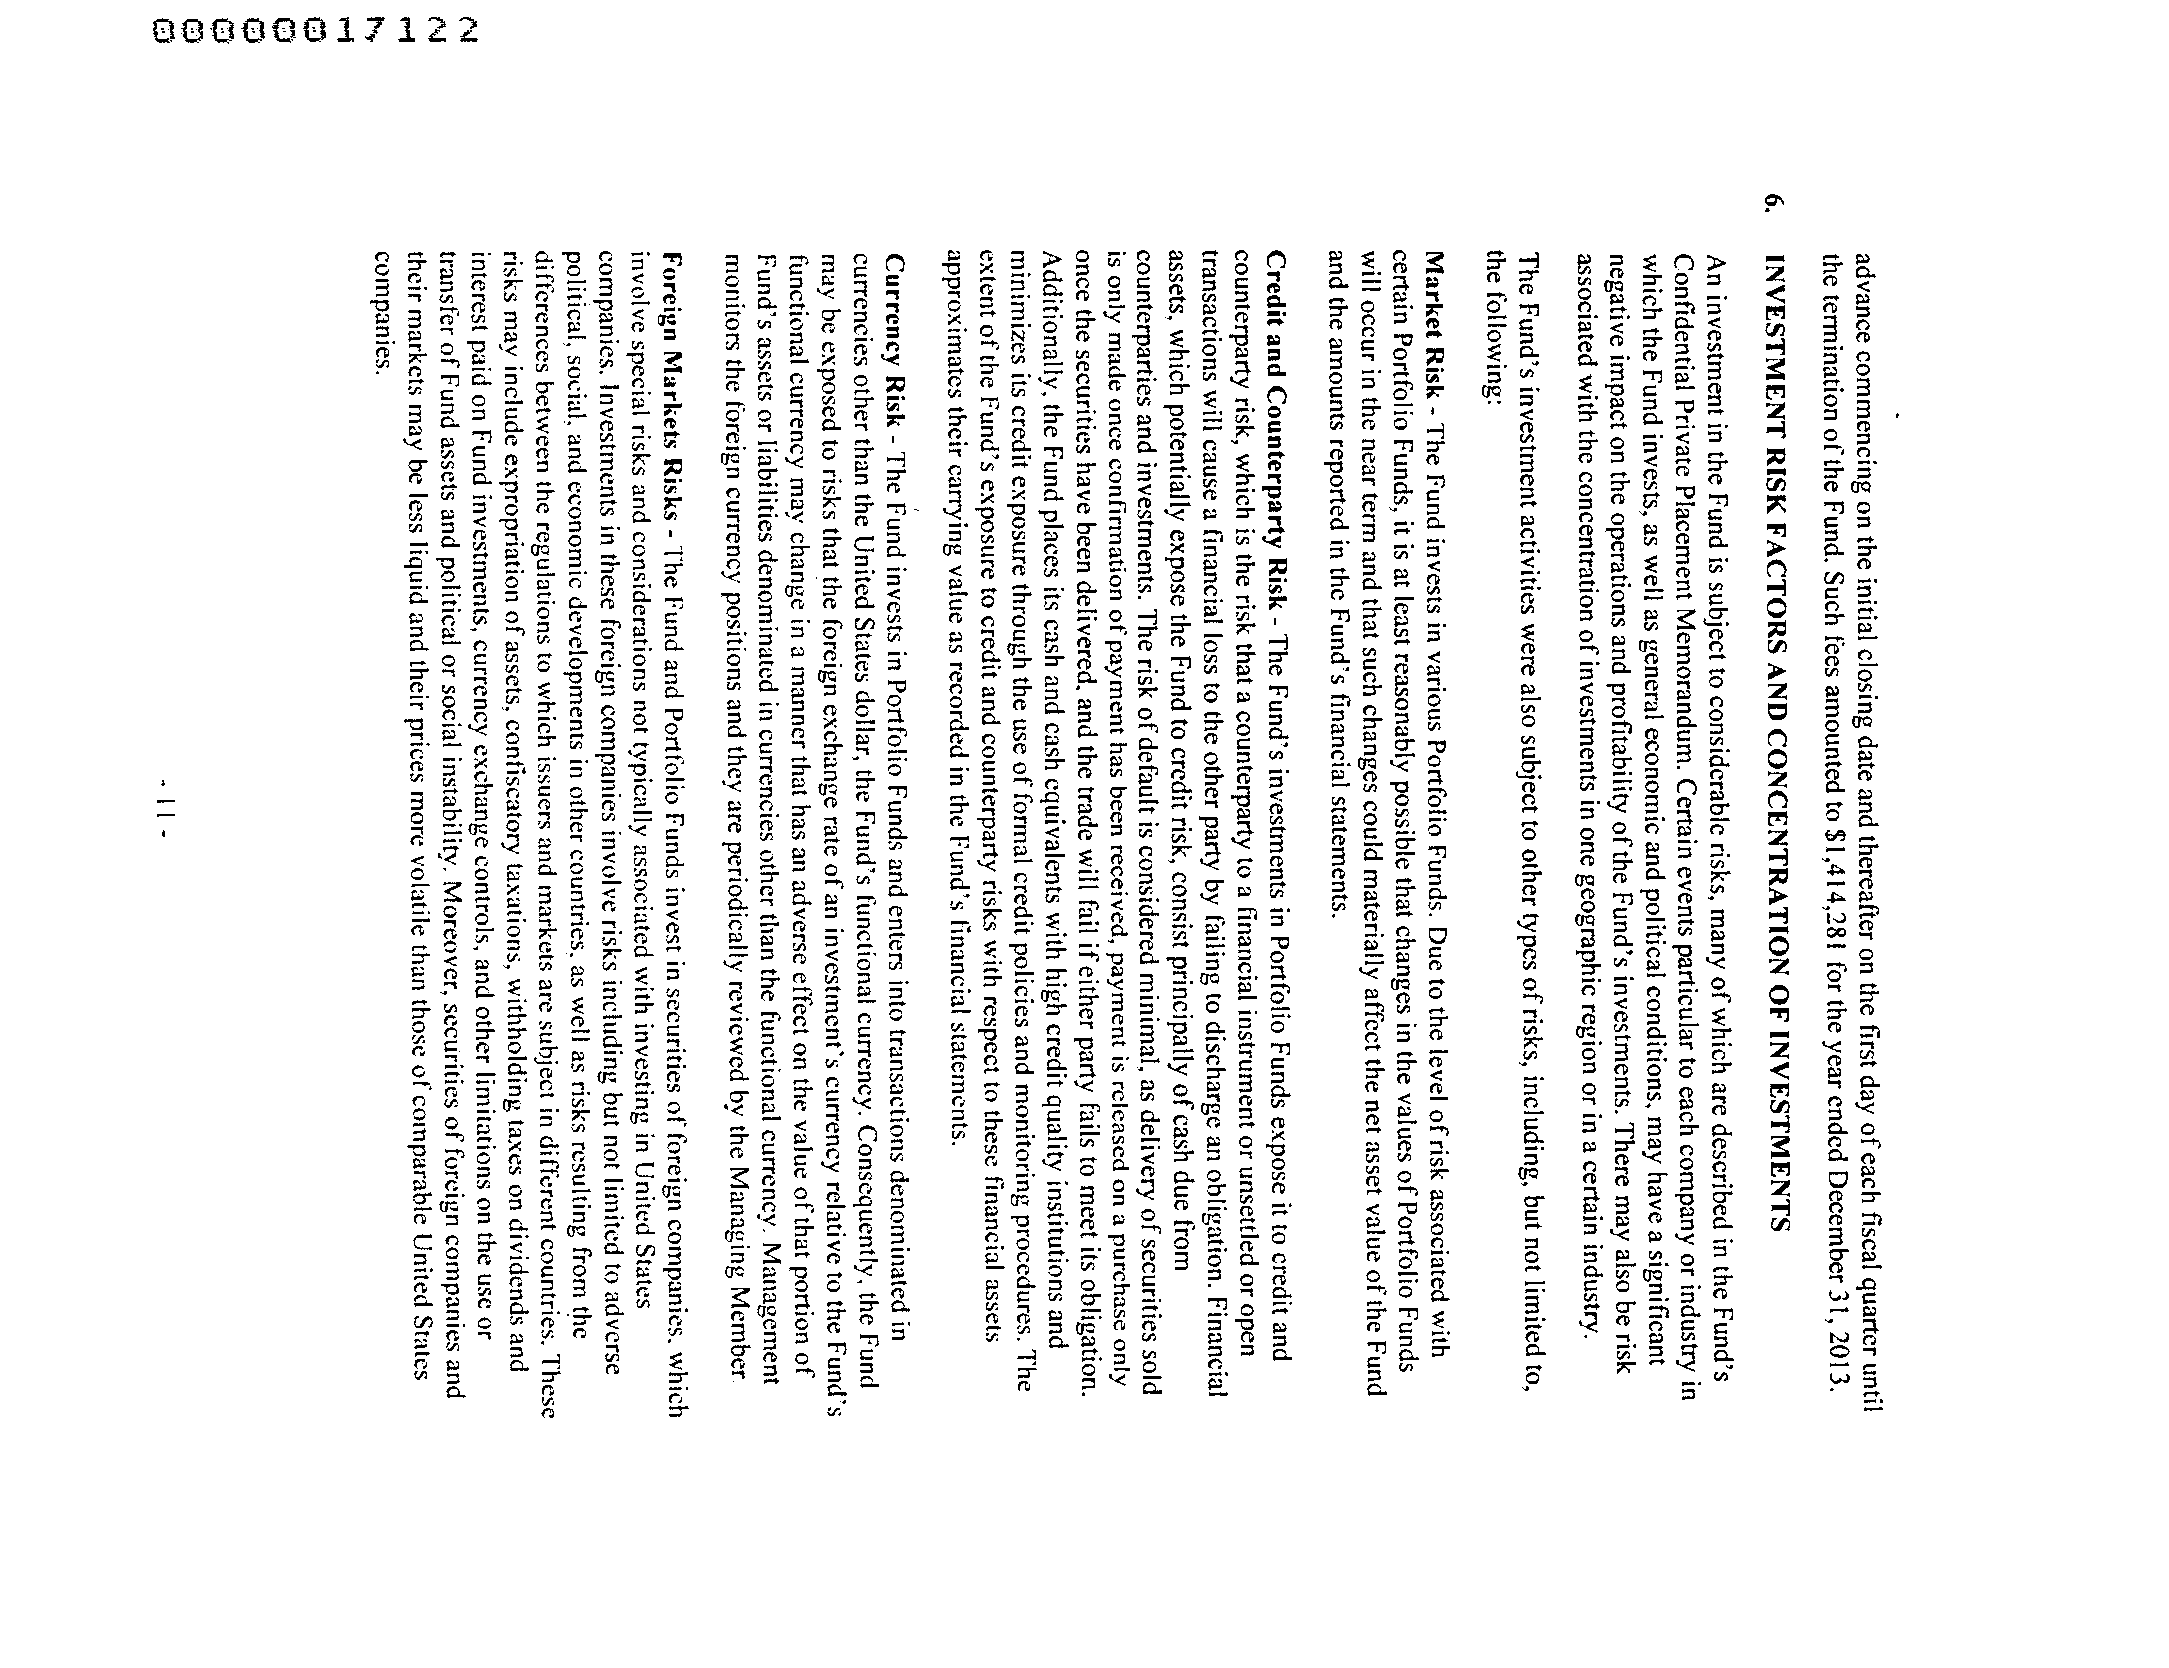 00000017122
advance commencing on the initial closing date and thereafter on the first day of each fiscal quarter until
the termination of the Fund. Such fees amounted to $1,414,281 for the year ended December 31, 2013.
6. INVESTMENT RISK FACTORS AND CONCENTRATION OF INVESTMENTS
An investment in the Fund is subject to considerable risks, many of which are described in the Fund's
Confidential Private Placement Memorandum. Certain events particular to each company or industry in
which the Fund invests, as well as general economic and political conditions, may have a significant
negative impact on the operations and profitability of the Fund's investments. There may also be risk
associated with the concentration of investments in one geographic region or in a certain industry.
The Fund's investment activities were also subject to other types of risks, including, but not limited to,
the following:
Market Risk - The Fund invests in various Portfolio Funds. Due to the level of risk associated with
certain Portfolio Funds, it is at least reasonably possible that changes in the values of Portfolio Funds
will occur in the near term and that such changes could materially affect the net asset value of the Fund
and the amounts reported in the Fund's financial statements.
Credit and Counterparty Risk - The Fund's investments in Portfolio Funds expose it to credit and
counterparty risk, which is the risk that a counterparty to a financial instrument or unsettled or open
transactions will cause a financial loss to the other party by failing to discharge an obligation. Financial
assets, which potentially expose the Fund to credit risk, consist principally of cash due from
counterparties and investments. The risk of default is considered minimal, as delivery of securities sold
is only made once confirmation of payment has been received, payment is released on a purchase only
once the securities have been delivered, and the trade will fail if either party fails to meet its obligation.
Additionally, the Fund places its cash and cash equivalents with high credit quality institutions and
minimizes its credit exposure through the use of formal credit policies and monitoring procedures. The
extent of the Fund's exposure to credit and counterparty risks with respect to these financial assets
approximates their carrying value as recorded in the Fund's financial statements.
Currency Risk - The Fund invests in Portfolio Funds and enters into transactions denominated in
currencies other than the United States dollar, the Fund's functional currency. Consequently, the Fund
may be exposed to risks that the foreign exchange rate of an investment's currency relative to the Fund's
functional currency may change in a manner that has an adverse effect on the value of that portion of
Fund's assets or liabilities denominated in currencies other than the functional currency. Management
monitors the foreign currency positions and they are periodically reviewed by the Managing Member.
Foreign Markets Risks - The Fund and Portfolio Funds invest in securities of foreign companies, which
involve special risks and considerations not typically associated with investing in United States
companies. Investments in these foreign companies involve risks including but not limited to adverse
political, social, and economic developments in other countries, as well as risks resulting from the
differences between the regulations to which issuers and markets are subject in different countries. These
risks may include expropriation of assets, confiscatory taxations, withholding taxes on dividends and
interest paid on Fund investments, currency exchange controls, and other limitations on the use or
transfer of Fund assets and political or social instability. Moreover, securities of foreign companies and
their markets may be less liquid and their prices more volatile than those of comparable United States
companies.
- 11 -